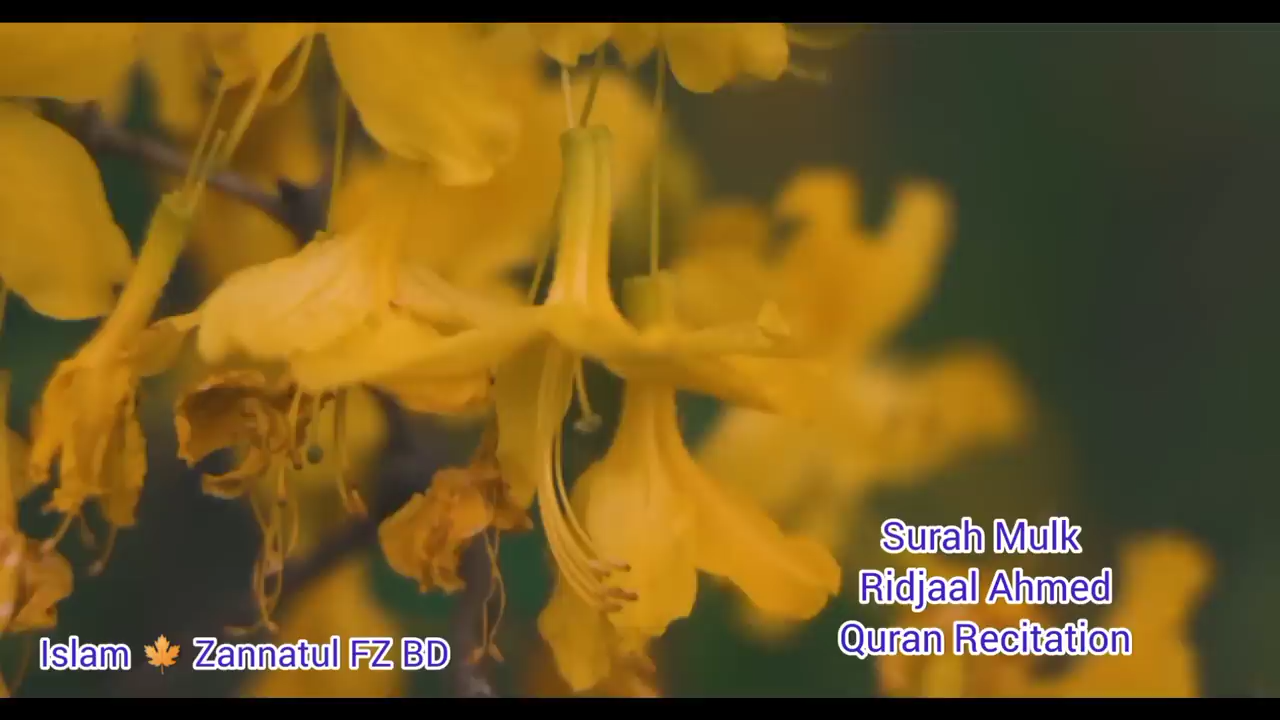 Surah Mulk
Ridjaal Ahmed
Quran Recitation
Islam 🍁 Zannatul FZ BD